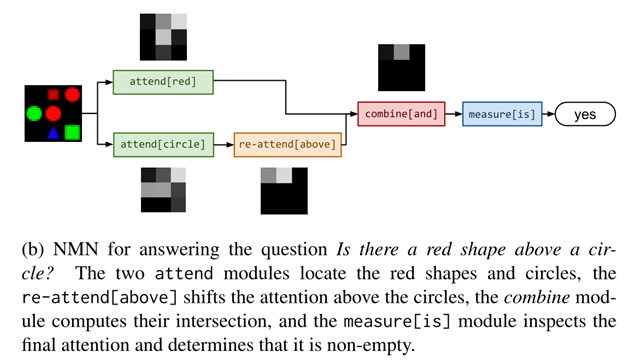 attend[red]
combine[and]
measure[is]
yes
attend[circle]
re-attend[above]
(b) NMN for answering the question Is there a red shape above a cir-
cle? The two attend modules locate the red shapes and circles, the
re-attend[above] shifts the attention above the circles, the combine mod-
ule computes their intersection, and the measure[is] module inspects the
final attention and determines that it is non-empty.